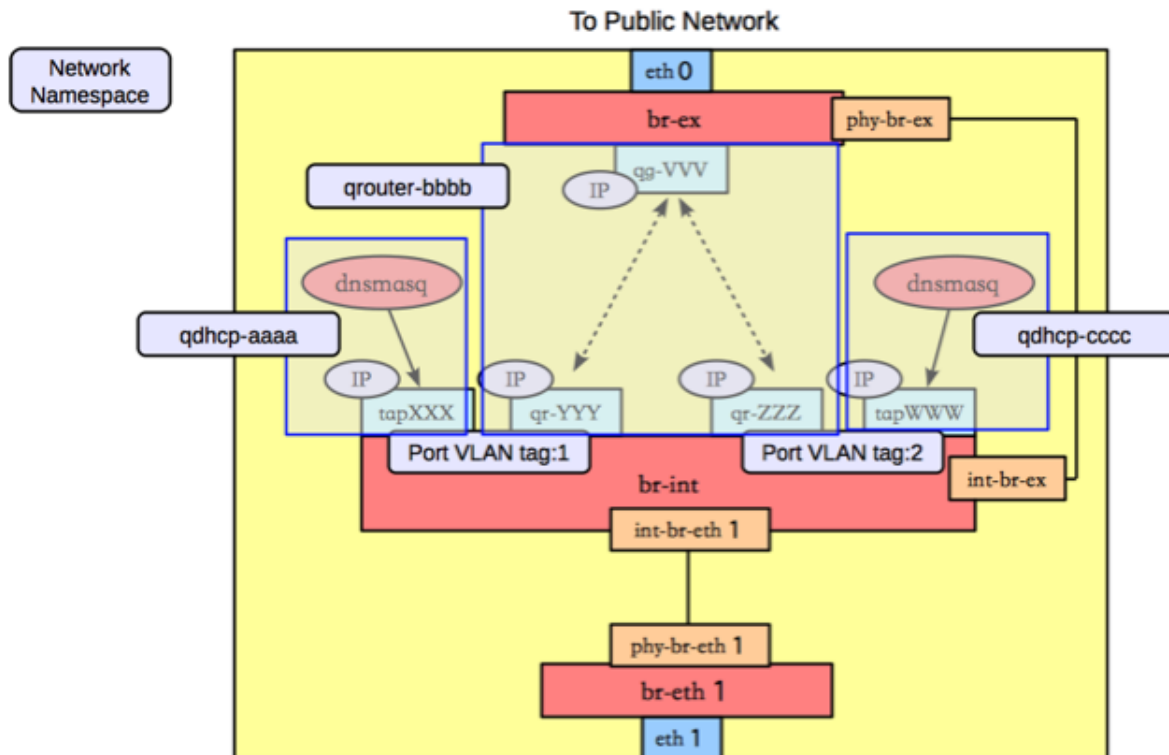 To Public Network
Network
Namespace
eth 0
br-ex
phy-br-ex
qrouter-bbbb
qg-VVV
IP
dnsmasq
dnsmasq
qdhcp-aaaa
qdhcp-cccc
IP
IP
IP
IP
tapXXX
qr-YYY
qr-ZZZ
tapWWW
Port VLAN tag:1
Port VLAN tag:2
br-int
int-br-ex
int-br-eth 1
phy-br-eth 1
br-eth 1
eth 1